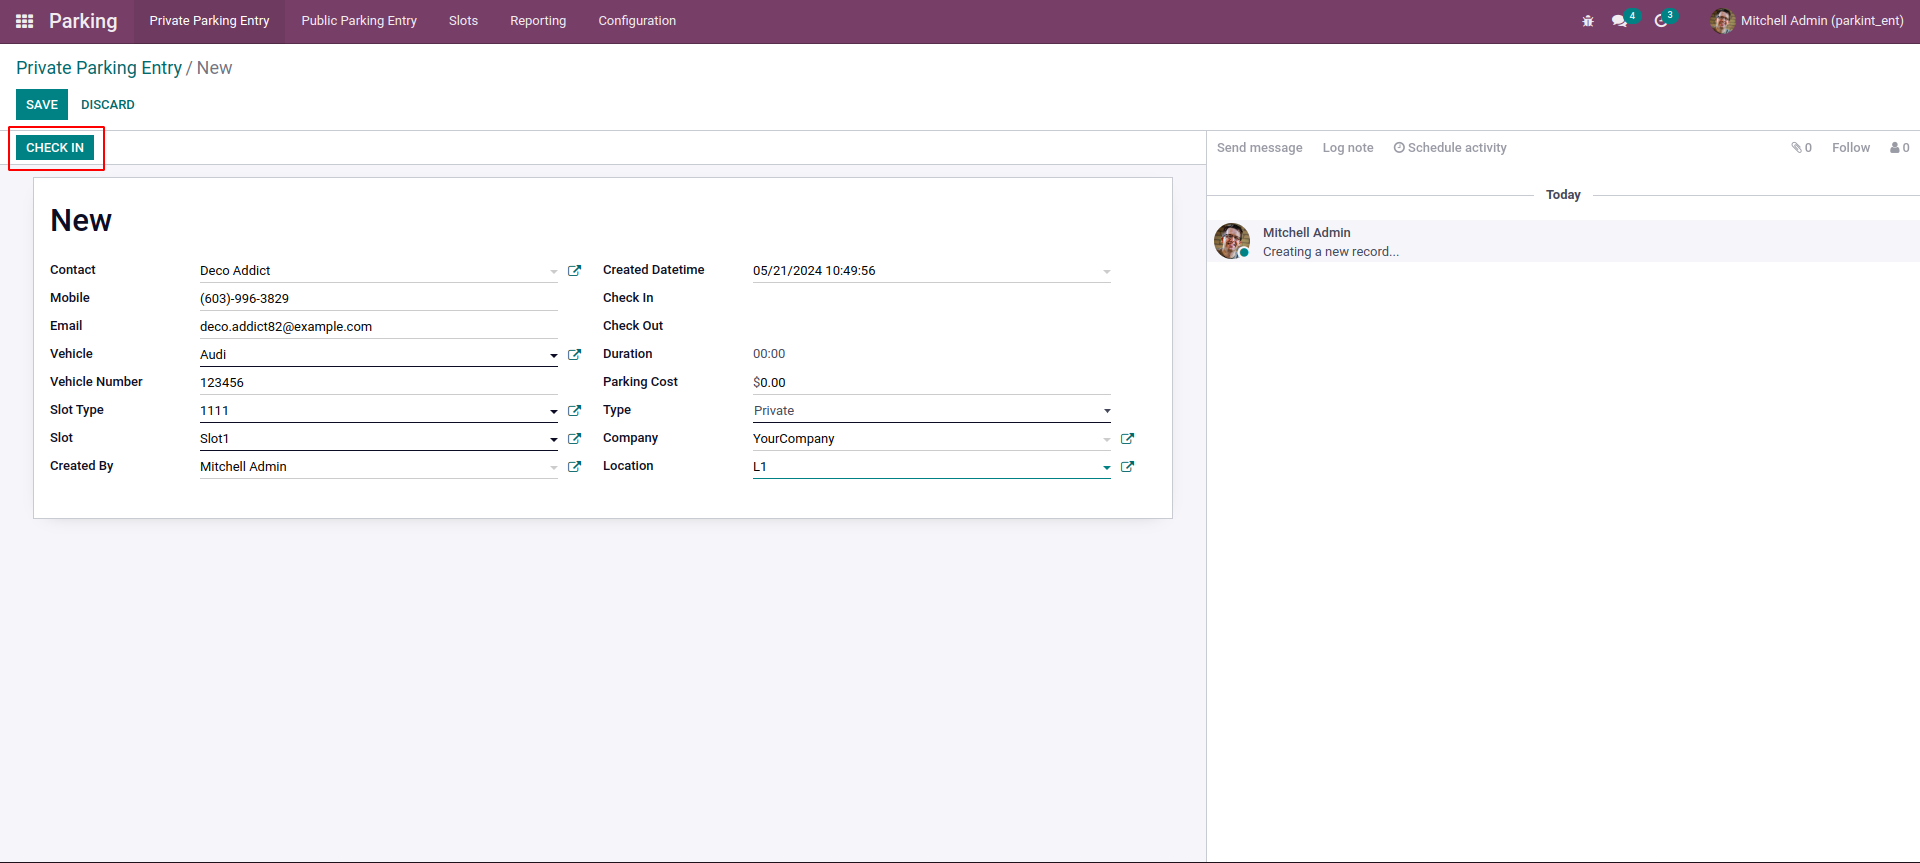 Parking Private Parking Entry Public Parking Entry Slots Reporting Configuration 4 3 Mitchell Admin (parkint_ent)
Private Parking Entry / New
SAVE DISCARD
CHECK IN
Send message Log note Schedule activity 0 Follow 0
Today
Mitchell Admin
Creating a new record...
New
Contact Deco Addict Created Datetime 05/21/2024 10:49:56
Mobile (603)-996-3829 Check In
Email deco.addict82@example.com Check Out
Vehicle Audi Duration 00:00
Vehicle Number 123456 Parking Cost $0.00
Slot Type 1111 Type Private
Slot Slot1 Company YourCompany
Created By Mitchell Admin Location L1